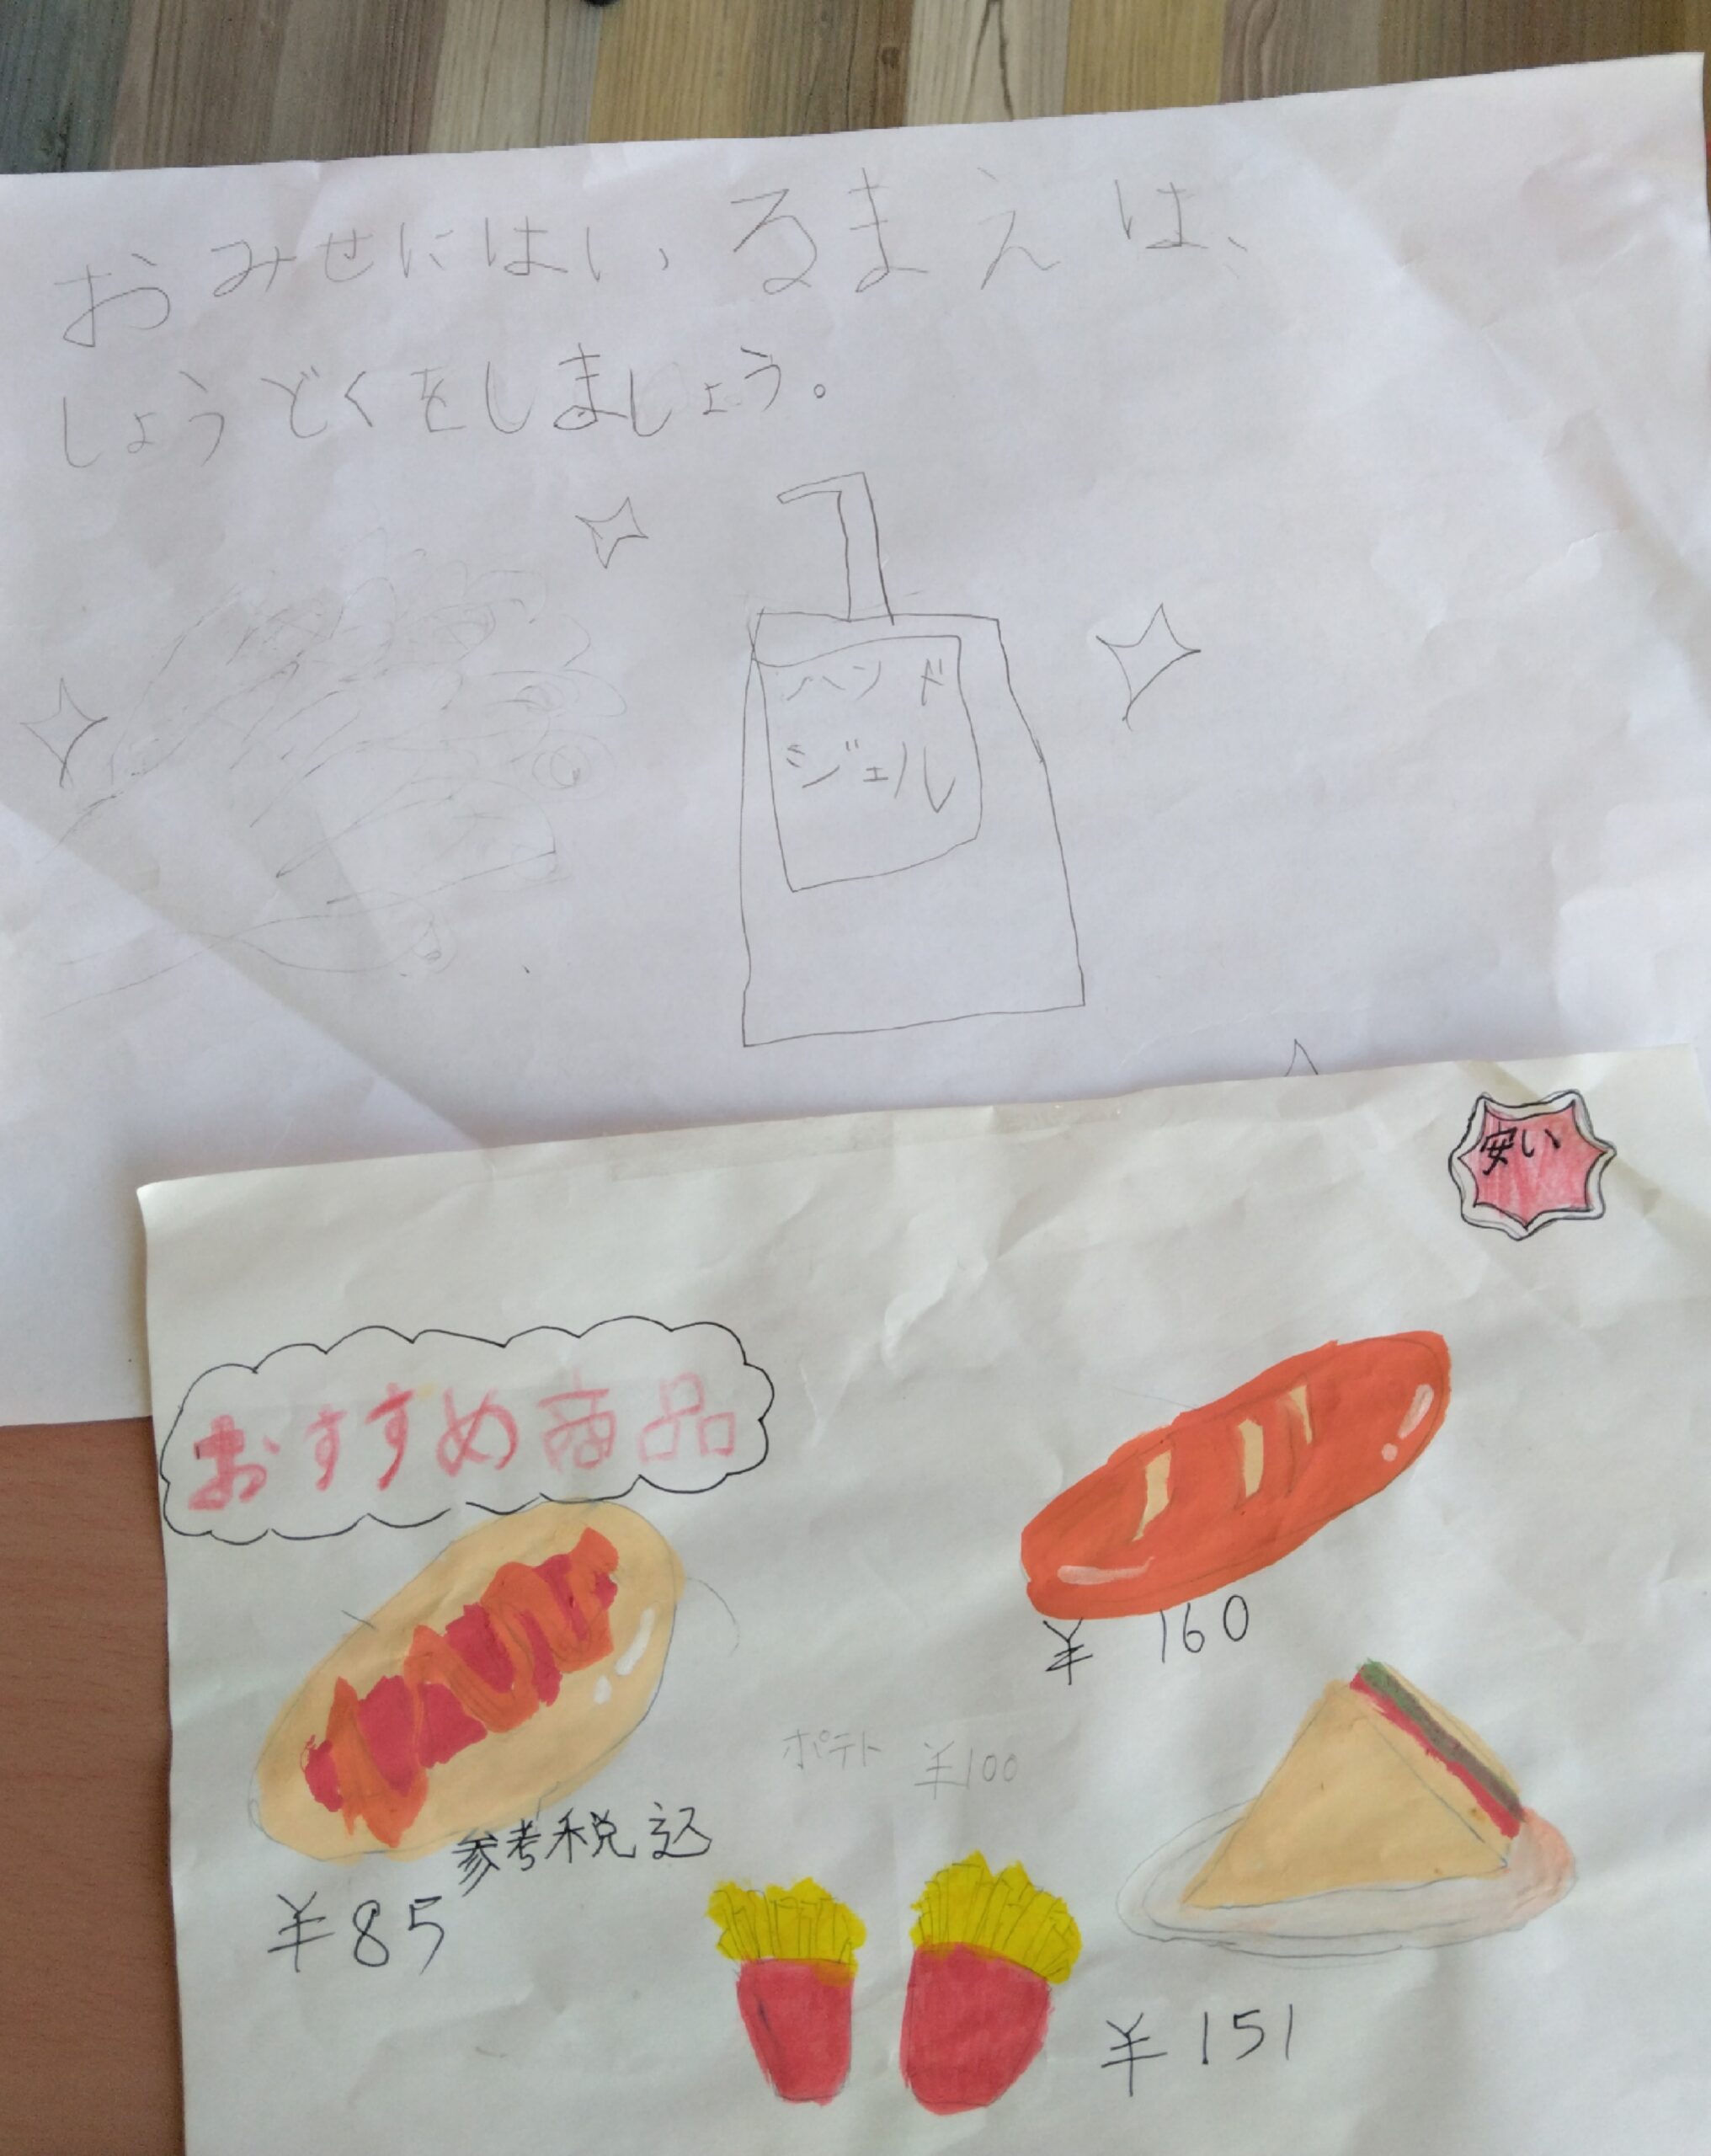 おみせにはいるまえは、
しょうどくをしましょう。
ハンド
ジェル
安い
おすすめ商品
¥ 160
ポテト ¥100
参考税込
¥85
¥151